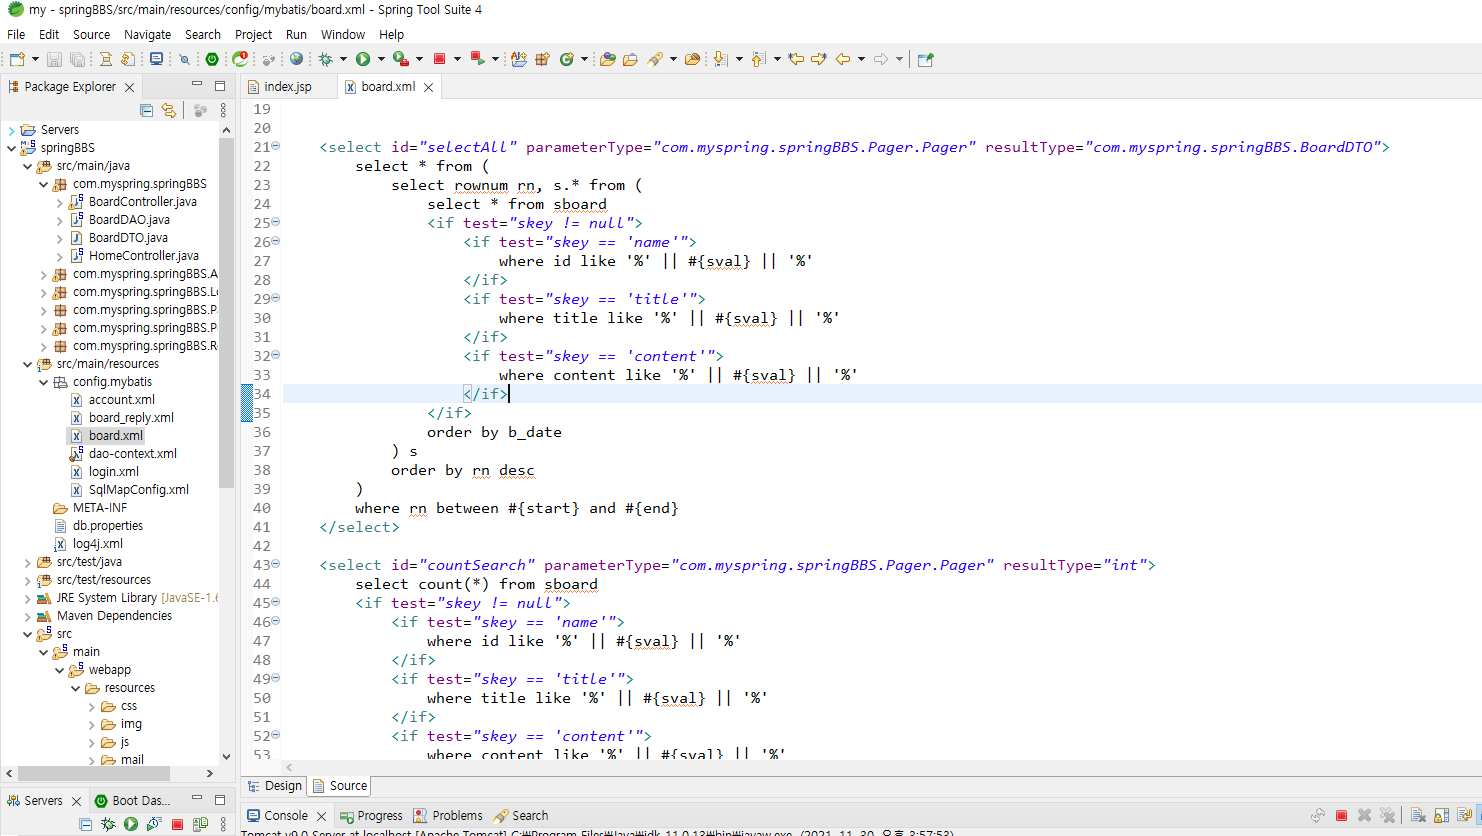 my - springBBS/src/main/resources/config/mybatis/board.xml - Spring Tool Suite 4
File Edit Source Navigate Search Project Run Window Help
Package Explorer
Servers
springBBS
src/main/java
com.myspring.springBBS
BoardController.java
BoardDAO.java
BoardDTO.java
HomeController.java
com.myspring.springBBS.A
com.myspring.springBBS.Lo
com.myspring.springBBS.Pa
com.myspring.springBBS.P
com.myspring.springBBS.R
src/main/resources
config.mybatis
account.xml
board_reply.xml
board.xml
dao-context.xml
login.xml
SqlMapConfig.xml
META-INF
db.properties
log4j.xml
src/test/java
src/test/resources
JRE System Library [JavaSE-1.6
Maven Dependencies
src
main
webapp
resources
css
img
js
mail
Servers Boot Das...
index.jsp board.xml
19
20
21 <select id="selectAll" parameterType="com.myspring.springBBS.Pager.Pager" resultType="com.myspring.springBBS.BoardDTO">
22 select * from (
23 select rownum rn, s.* from (
24 select * from sboard
25 <if test="skey != null">
26 <if test="skey == 'name'">
27 where id like '%' || #{sval} || '%'
28 </if>
29 <if test="skey == 'title'">
30 where title like '%' || #{sval} || '%'
31 </if>
32 <if test="skey == 'content'">
33 where content like '%' || #{sval} || '%'
34 </if>
35 </if>
36 order by b_date
37 ) s
38 order by rn desc
39 )
40 where rn between #{start} and #{end}
41 </select>
42
43 <select id="countSearch" parameterType="com.myspring.springBBS.Pager.Pager" resultType="int">
44 select count(*) from sboard
45 <if test="skey != null">
46 <if test="skey == 'name'">
47 where id like '%' || #{sval} || '%'
48 </if>
49 <if test="skey == 'title'">
50 where title like '%' || #{sval} || '%'
51 </if>
52 <if test="skey == 'content'">
53 where content like '%' || #{sval} || '%'
Design Source
Console Progress Problems Search
Tomcat v9.0 Server at localhost [Apache Tomcat] C:₩Program Files₩Java₩jdk-11.0.13₩bin₩javaw.exe (2021. 11. 30. 오후 3:57:53)